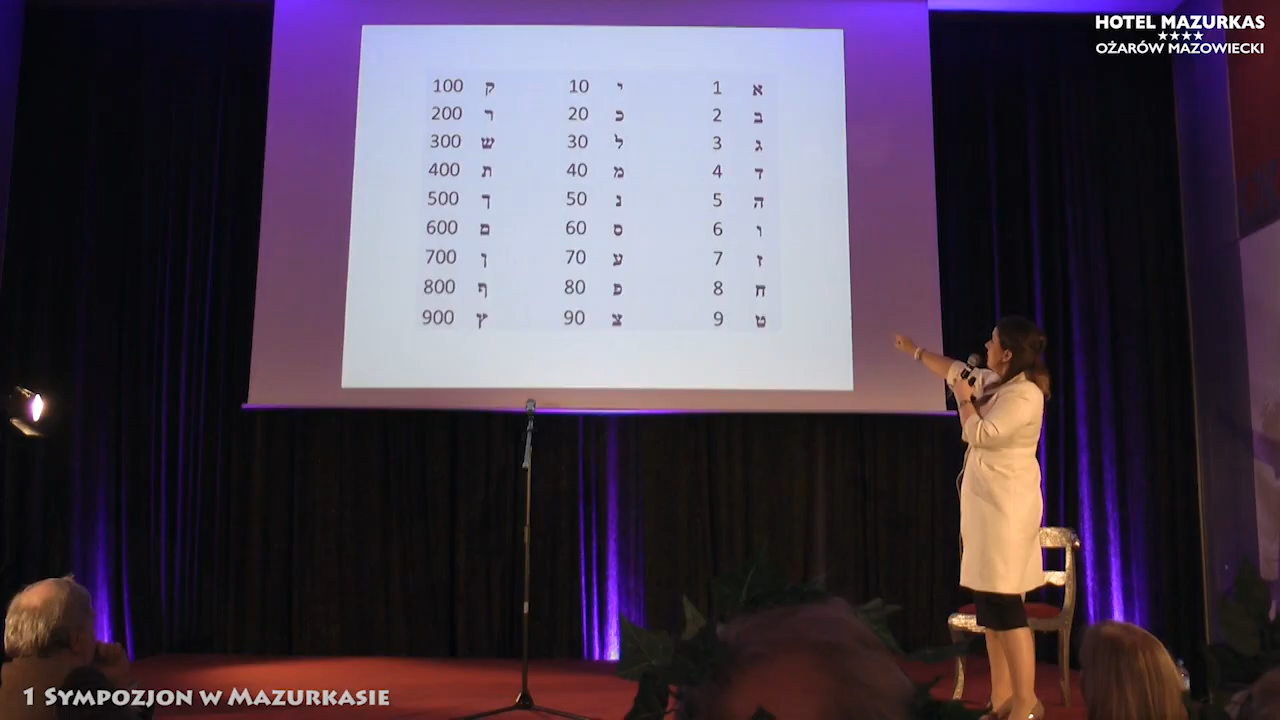 HOTEL MAZURKAS
★★★★
OŻARÓW MAZOWIECKI
100 ק 10 י 1 א
200 ר 20 כ 2 ב
300 ש 30 ל 3 ג
400 ת 40 מ 4 ד
500 ך 50 נ 5 ה
600 ם 60 ס 6 ו
700 ן 70 ע 7 ז
800 ף 80 פ 8 ח
900 ץ 90 צ 9 ט
1 SYMPOZJON W MAZURKASIE